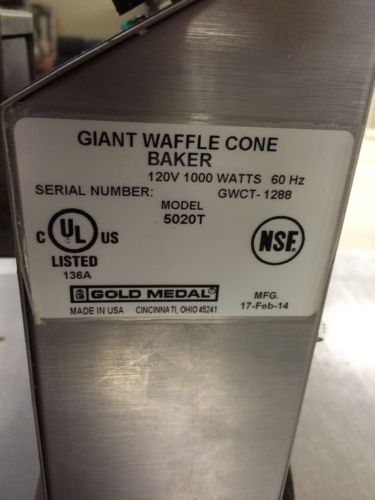 GIANT WAFFLE CONE
BAKER
120V 1000 WATTS 60 Hz
SERIAL NUMBER: GWCT- 1288
MODEL
5020T
C UL US
LISTED
136A
NSF
GOLD MEDAL
MADE IN USA CINCINNATI, OHIO 45241
MFG.
17-Feb-14